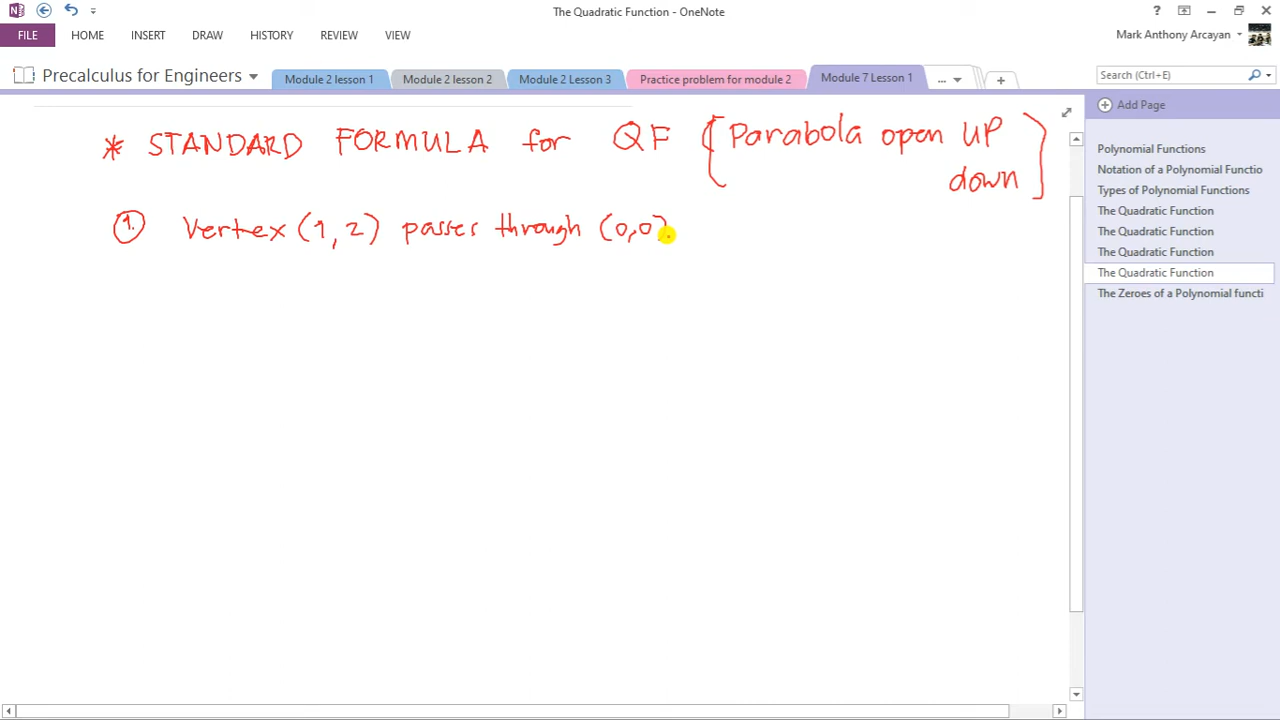 The Quadratic Function - OneNote
?
FILE HOME INSERT DRAW HISTORY REVIEW VIEW
Mark Anthony Arcayan
Precalculus for Engineers
Module 2 lesson 1 Module 2 lesson 2 Module 2 Lesson 3 Practice problem for module 2 Module 7 Lesson 1 ... +
Search (Ctrl+E)
Add Page
* STANDARD FORMULA for QF [Parabola open UP
down]
1. Vertex (1,2) passes through (0,0)
Polynomial Functions
Notation of a Polynomial Functio
Types of Polynomial Functions
The Quadratic Function
The Quadratic Function
The Quadratic Function
The Quadratic Function
The Zeroes of a Polynomial functi